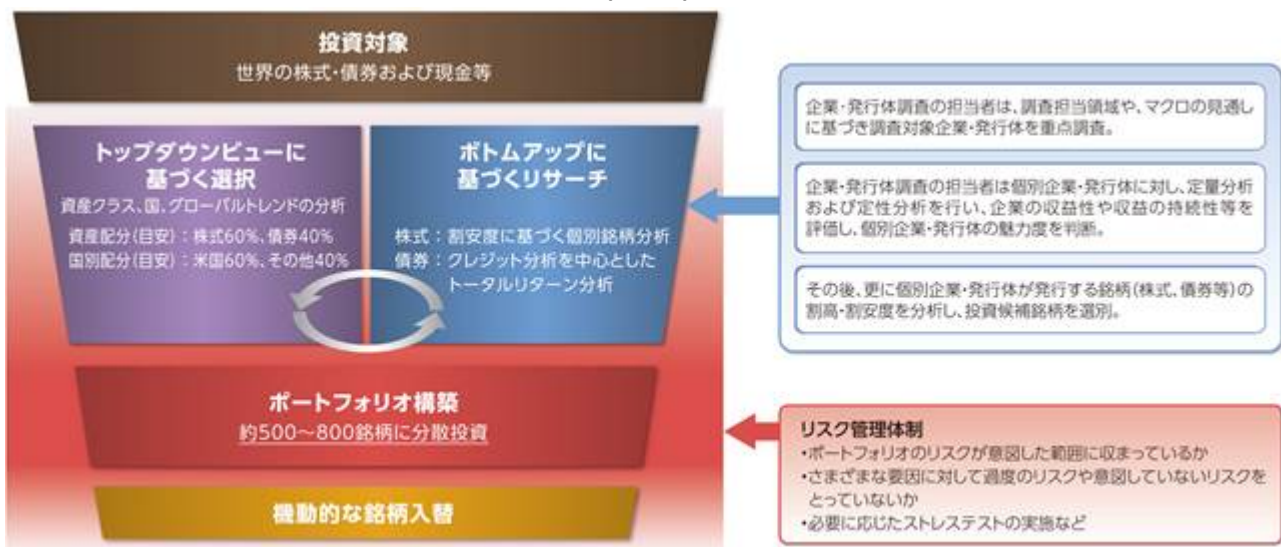 投資対象
世界の株式・債券および現金等
トップダウンビューに
基づく選択
資産クラス、国、グローバルトレンドの分析
資産配分(目安)：株式60%、債券40%
国別配分(目安)：米国60%、その他40%
ボトムアップに
基づくリサーチ
株式：割安度に基づく個別銘柄分析
債券：クレジット分析を中心とした
トータルリターン分析
企業・発行体調査の担当者は、調査担当領域や、マクロの見通し
に基づき調査対象企業・発行体を重点調査。
企業・発行体調査の担当者は個別企業・発行体に対し、定量分析
および定性分析を行い、企業の収益性や収益の持続性等を
評価し、個別企業・発行体の魅力度を判断。
その後、更に個別企業・発行体が発行する銘柄(株式、債券等)の
割高・割安度を分析し、投資候補銘柄を選別。
ポートフォリオ構築
約500〜800銘柄に分散投資
リスク管理体制
・ポートフォリオのリスクが意図した範囲に収まっているか
・さまざまな要因に対して過度のリスクや意図していないリスクを
とっていないか
・必要に応じたストレステストの実施など
機動的な銘柄入替